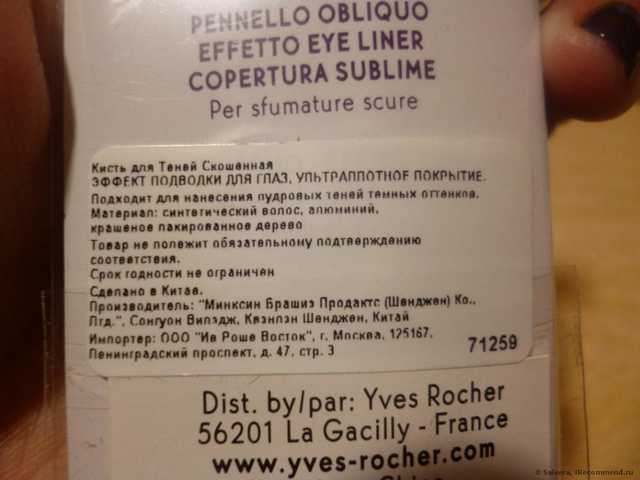 PENNELLO OBLIQUO
EFFETTO EYE LINER
COPERTURA SUBLIME
Per sfumature scure
Кисть для Теней Скошенная
ЭФФЕКТ ПОДВОДКИ ДЛЯ ГЛАЗ, УЛЬТРАПЛОТНОЕ ПОКРЫТИЕ.
Подходит для нанесения пудровых теней темных оттенков.
Материал: синтетический волос, алюминий,
крашеное лакированное дерево
Товар не подлежит обязательному подтверждению
соответствия.
Срок годности не ограничен
Сделано в Китае.
Производитель: "Минксин Брашиз Продактс (Шенджен) Ко.,
Лтд.", Сонгуон Вилэдж, Квэнлэн Шенджен, Китай
Импортер: ООО "Ив Роше Восток", г. Москва, 125167,
Ленинградский проспект, д. 47, стр. 3
71259
Dist. by/par: Yves Rocher
56201 La Gacilly - France
www.yves-rocher.com
© Saleera, IRecommend.ru